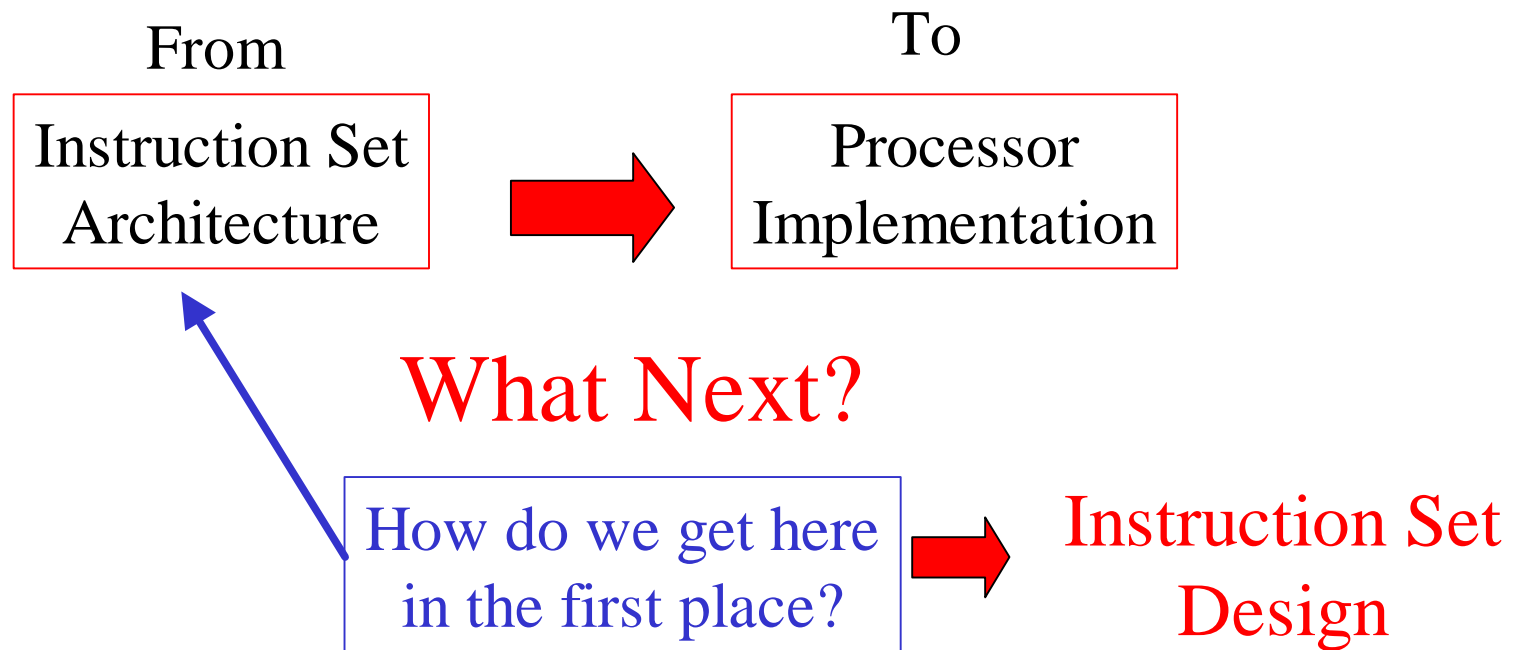 From
To
Instruction Set
Architecture
Processor
Implementation
What Next?
How do we get here
in the first place?
Instruction Set
Design